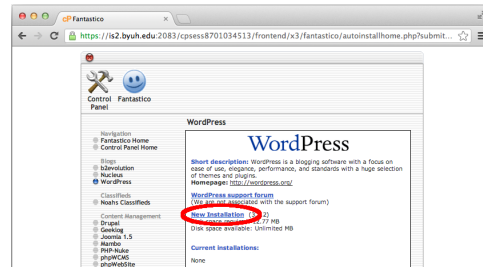 Fantastico
https://is2.byuh.edu:2083/cpsess8701034513/frontend/x3/fantastico/autoinstallhome.php?submit...
Control Panel
Fantastico
Navigation
Fantastico Home
Control Panel Home
Blogs
b2evolution
Nucleus
WordPress
Classifieds
Noahs Classifieds
Content Management
Drupal
Geeklog
Joomla 1.5
Mambo
PHP-Nuke
phpWCMS
phpWebSite
WordPress
WordPress
Short description: WordPress is a blogging software with a focus on
ease of use, elegance, performance, and standards with a huge selection
of themes and plugins.
Homepage: http://wordpress.org/
WordPress support forum
(We are not associated with the support forum)
New Installation
Disk space available: Unlimited MB
Current installations:
None